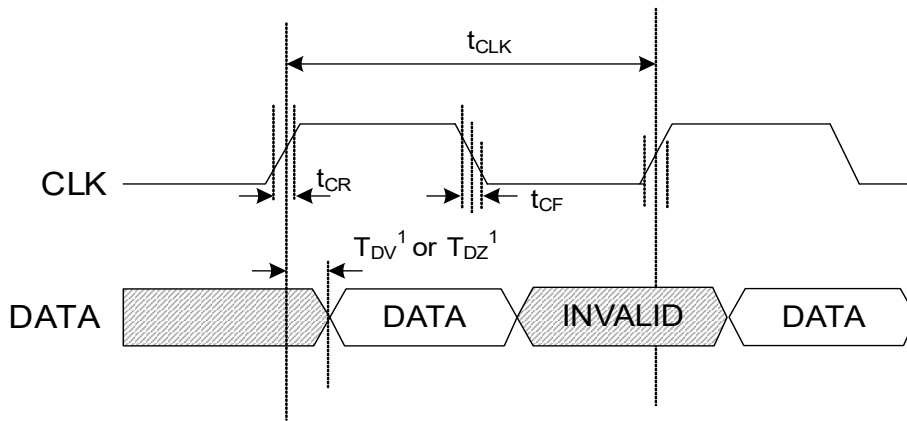 tCLK
CLK
tCR
tCF
TDV1 or TDZ1
DATA
DATA
INVALID
DATA